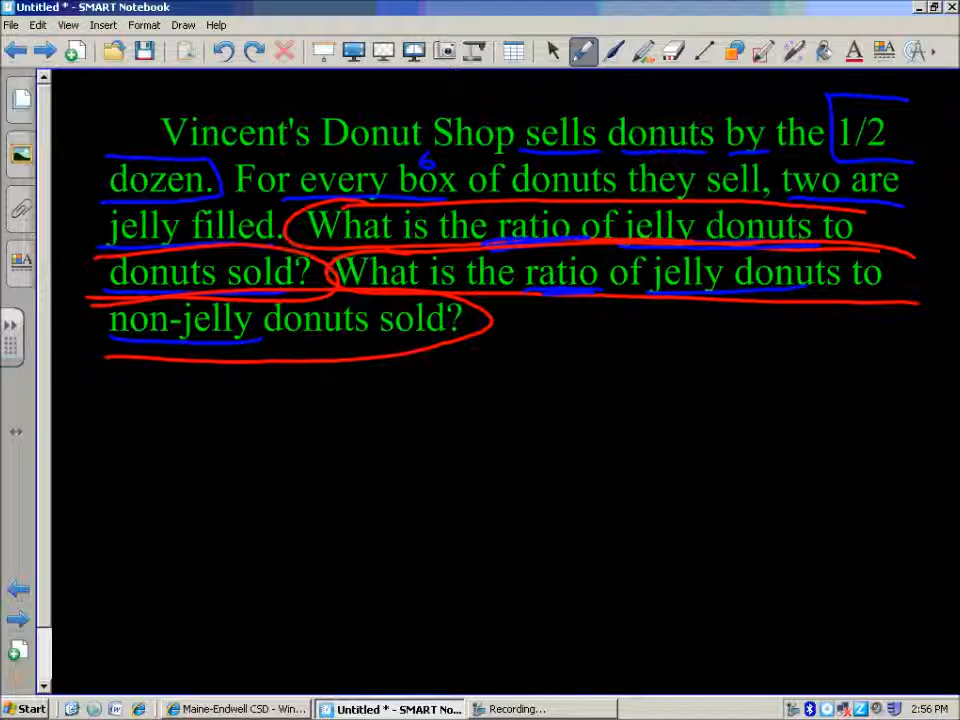 Untitled * - SMART Notebook
File Edit View Insert Format Draw Help
Vincent's Donut Shop sells donuts by the 1/2
6
dozen. For every box of donuts they sell, two are
jelly filled. What is the ratio of jelly donuts to
donuts sold? What is the ratio of jelly donuts to
non-jelly donuts sold?
Start Maine-Endwell CSD - Win... Untitled * - SMART No... Recording... 2:56 PM